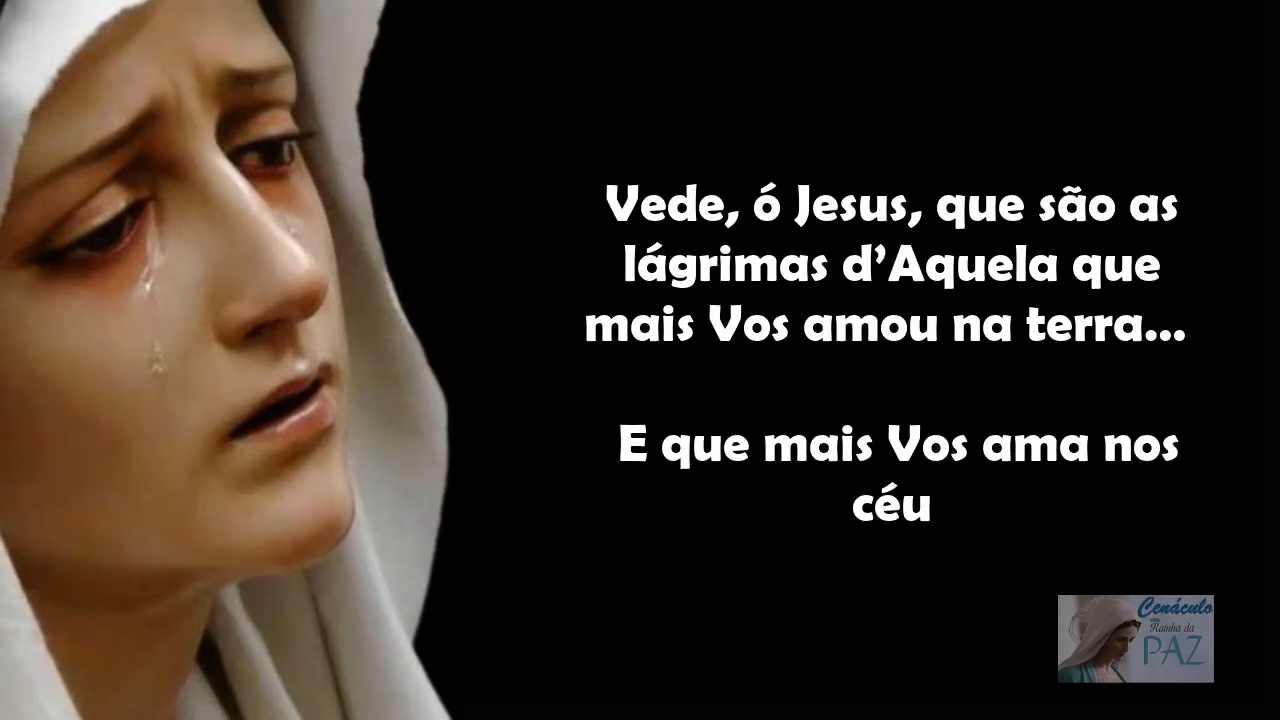 Vede, ó Jesus, que são as
lágrimas d’Aquela que
mais Vos amou na terra...
E que mais Vos ama nos
céu
Cenáculo
Rainha da
PAZ